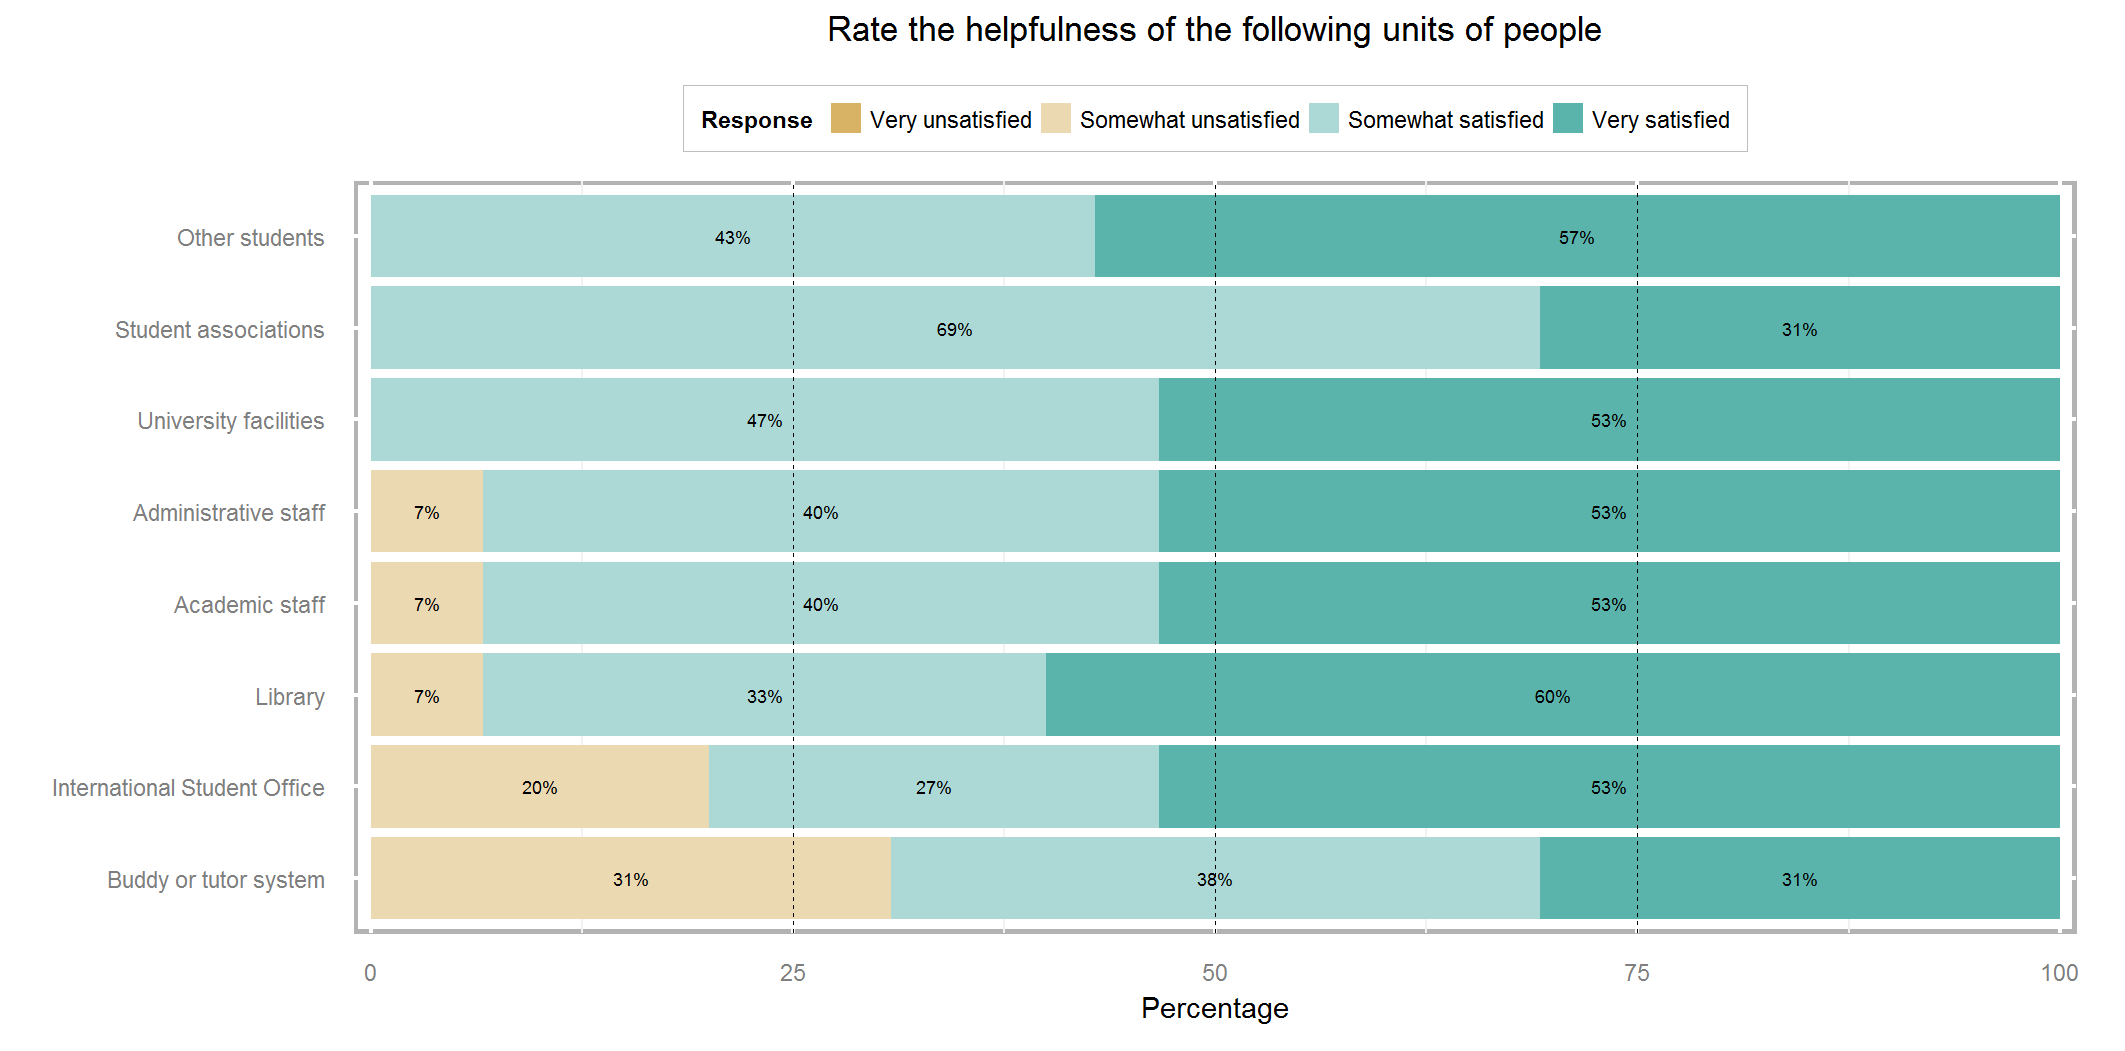 Rate the helpfulness of the following units of people
Response Very unsatisfied Somewhat unsatisfied Somewhat satisfied Very satisfied
Other students 43% 57%
Student associations 69% 31%
University facilities 47% 53%
Administrative staff 7% 40% 53%
Academic staff 7% 40% 53%
Library 7% 33% 60%
International Student Office 20% 27% 53%
Buddy or tutor system 31% 38% 31%
0 25 50 75 100
Percentage